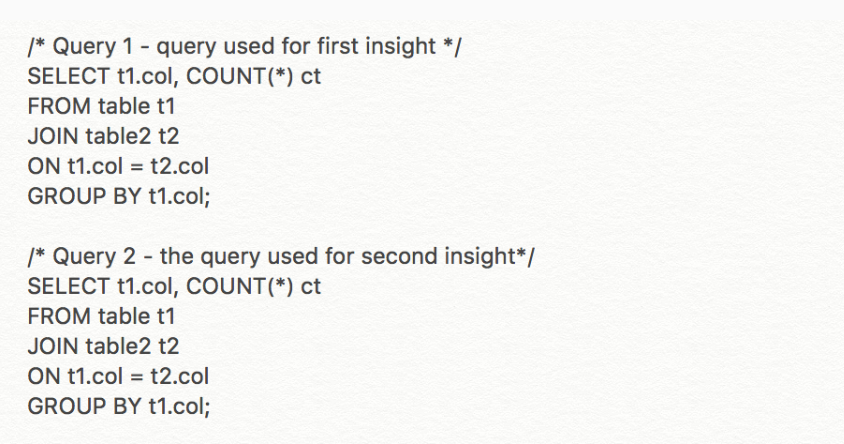 /* Query 1 - query used for first insight */
SELECT t1.col, COUNT(*) ct
FROM table t1
JOIN table2 t2
ON t1.col = t2.col
GROUP BY t1.col;

/* Query 2 - the query used for second insight*/
SELECT t1.col, COUNT(*) ct
FROM table t1
JOIN table2 t2
ON t1.col = t2.col
GROUP BY t1.col;